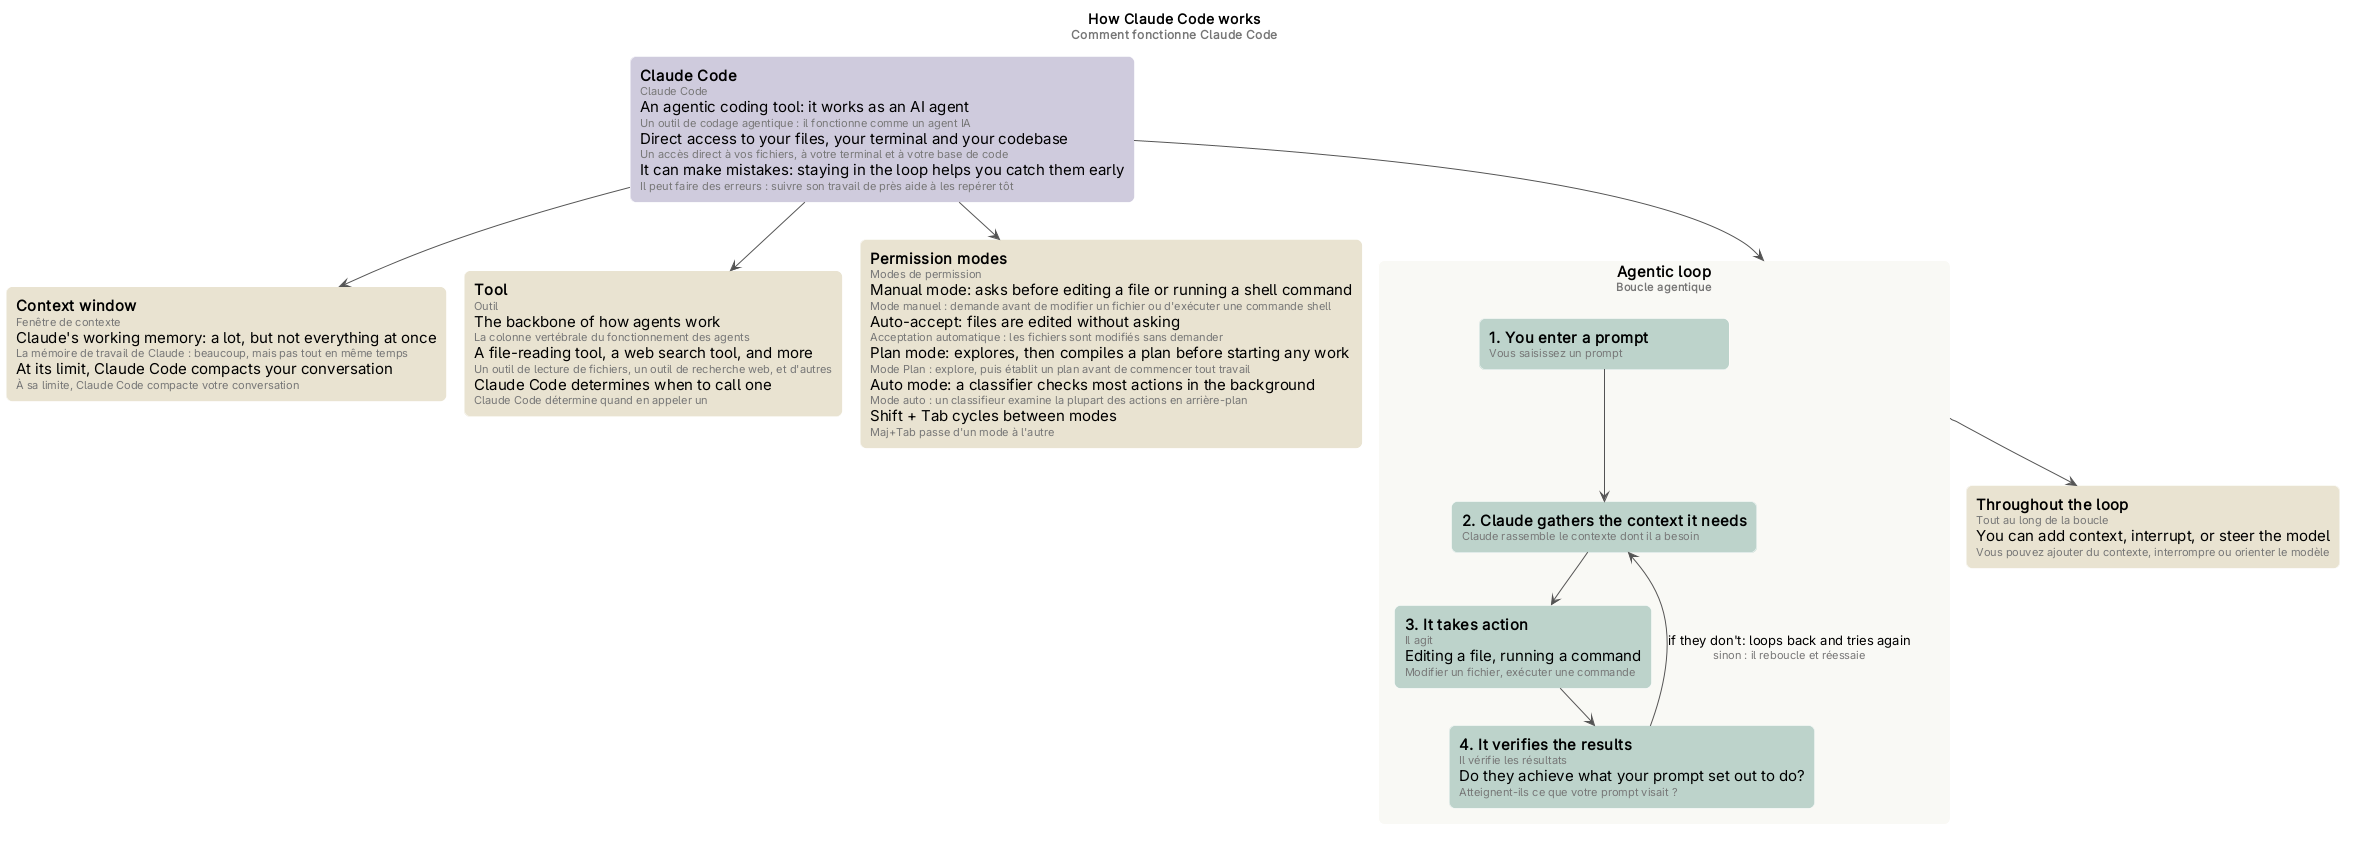 How Claude Code works
Comment fonctionne Claude Code
Claude Code
Claude Code
An agentic coding tool: it works as an AI agent
Un outil de codage agentique : il fonctionne comme un agent IA
Direct access to your files, your terminal and your codebase
Un accès direct à vos fichiers, à votre terminal et à votre base de code
It can make mistakes: staying in the loop helps you catch them early
Il peut faire des erreurs : suivre son travail de près aide à les repérer tôt
Context window
Fenêtre de contexte
Claude's working memory: a lot, but not everything at once
La mémoire de travail de Claude : beaucoup, mais pas tout en même temps
At its limit, Claude Code compacts your conversation
À sa limite, Claude Code compacte votre conversation
Tool
Outil
The backbone of how agents work
La colonne vertébrale du fonctionnement des agents
A file-reading tool, a web search tool, and more
Un outil de lecture de fichiers, un outil de recherche web, et d'autres
Claude Code determines when to call one
Claude Code détermine quand en appeler un
Permission modes
Modes de permission
Manual mode: asks before editing a file or running a shell command
Mode manuel : demande avant de modifier un fichier ou d'exécuter une commande shell
Auto-accept: files are edited without asking
Acceptation automatique : les fichiers sont modifiés sans demander
Plan mode: explores, then compiles a plan before starting any work
Mode Plan : explore, puis établit un plan avant de commencer tout travail
Auto mode: a classifier checks most actions in the background
Mode auto : un classifieur examine la plupart des actions en arrière-plan
Shift + Tab cycles between modes
Maj+Tab passe d'un mode à l'autre
Agentic loop
Boucle agentique
1. You enter a prompt
Vous saisissez un prompt
2. Claude gathers the context it needs
Claude rassemble le contexte dont il a besoin
3. It takes action
Il agit
Editing a file, running a command
Modifier un fichier, exécuter une commande
if they don't: loops back and tries again
sinon : il reboucle et réessaie
4. It verifies the results
Il vérifie les résultats
Do they achieve what your prompt set out to do?
Atteignent-ils ce que votre prompt visait ?
Throughout the loop
Tout au long de la boucle
You can add context, interrupt, or steer the model
Vous pouvez ajouter du contexte, interrompre ou orienter le modèle